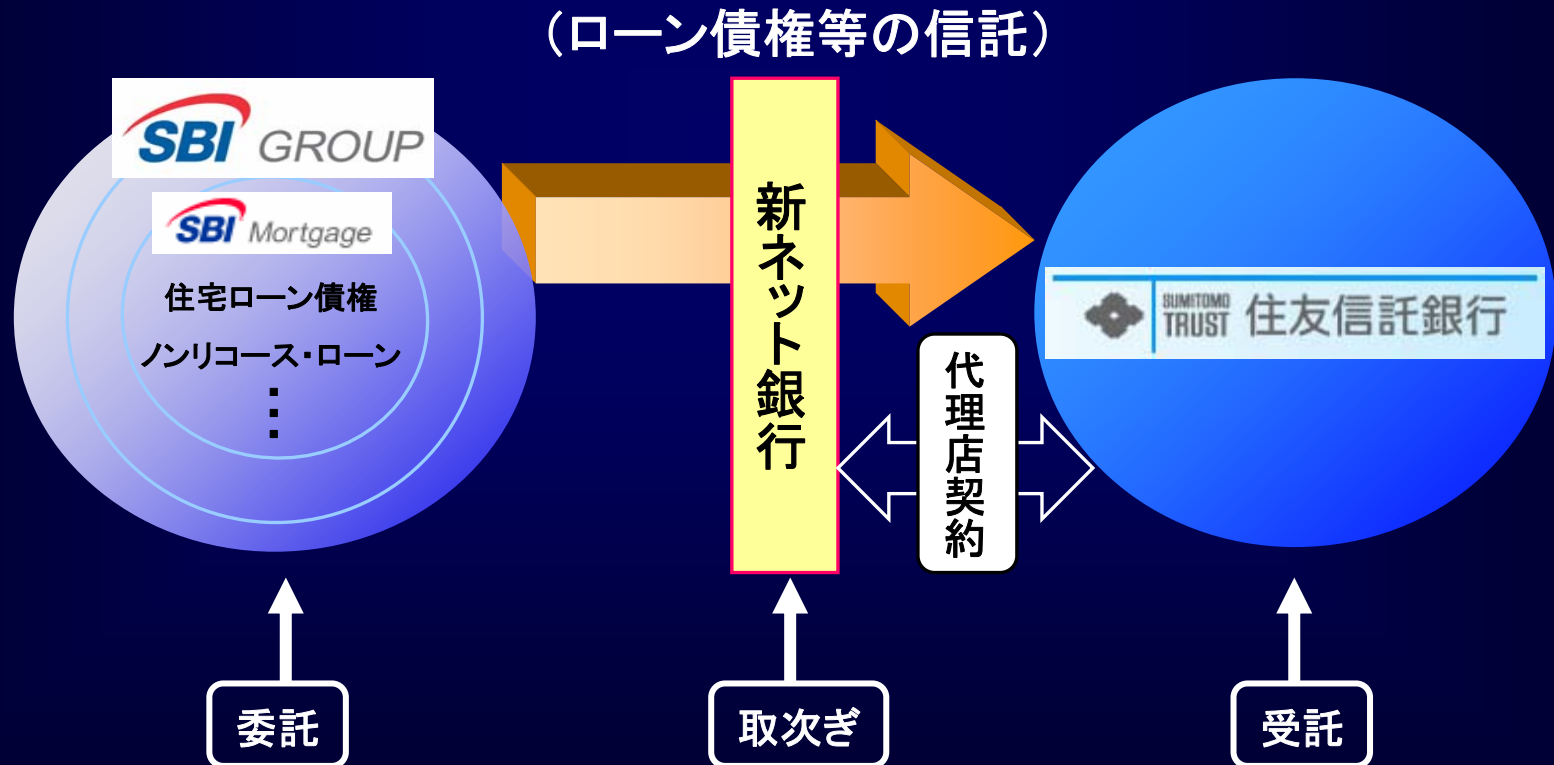 (ローン債権等の信託)
SBI GROUP
SBI Mortgage
住宅ローン債権
ノンリコース・ローン
・
・
・
新ネット銀行
代理店契約
SUMITOMO TRUST 住友信託銀行
委託
取次ぎ
受託